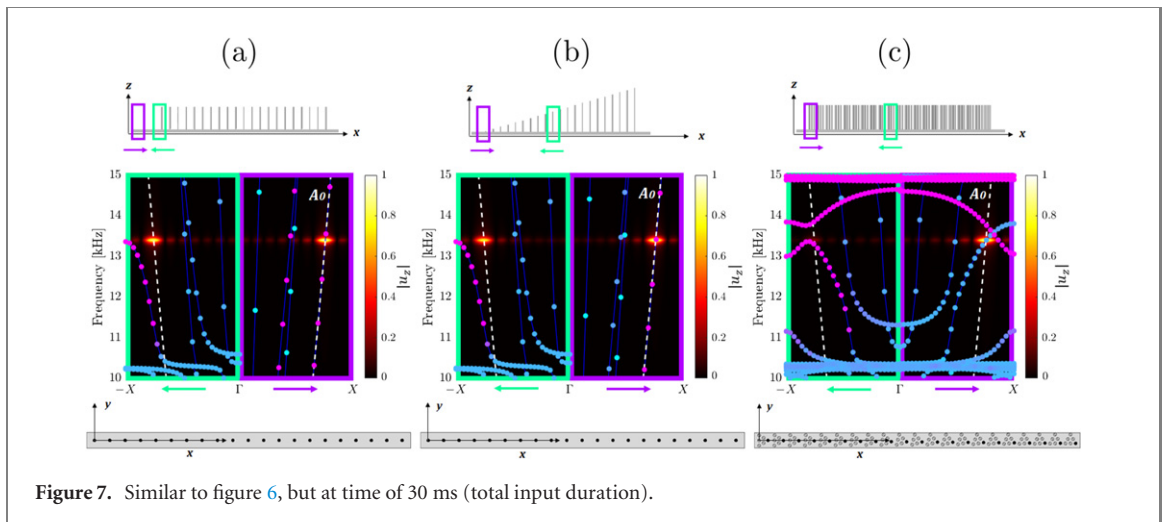 (a) (b) (c)
z z z
x x x
15 15 15
A0 A0 A0
14 14 14
13 13 13
12 12 12
11 11 11
10 10 10
Frequency [kHz] Frequency [kHz] Frequency [kHz]
1 1 1
0.8 0.8 0.8
0.6 0.6 0.6
0.4 0.4 0.4
0.2 0.2 0.2
0 0 0
|u_z| |u_z| |u_z|
−X Γ X −X Γ X −X Γ X
y y y
x x x
Figure 7. Similar to figure 6, but at time of 30 ms (total input duration).